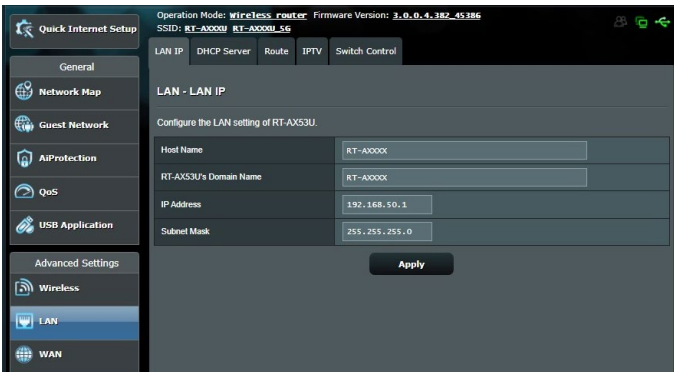 Quick Internet Setup
General
Network Map
Guest Network
AiProtection
QoS
USB Application
Advanced Settings
Wireless
LAN
WAN
Operation Mode: Wireless router Firmware Version: 3.0.0.4.382_45386
SSID: RT-AXXXU RT-AXXXU_5G
LAN IP DHCP Server Route IPTV Switch Control
LAN - LAN IP
Configure the LAN setting of RT-AX53U.
Host Name RT-AXXXX
RT-AX53U's Domain Name RT-AXXXX
IP Address 192.168.50.1
Subnet Mask 255.255.255.0
Apply